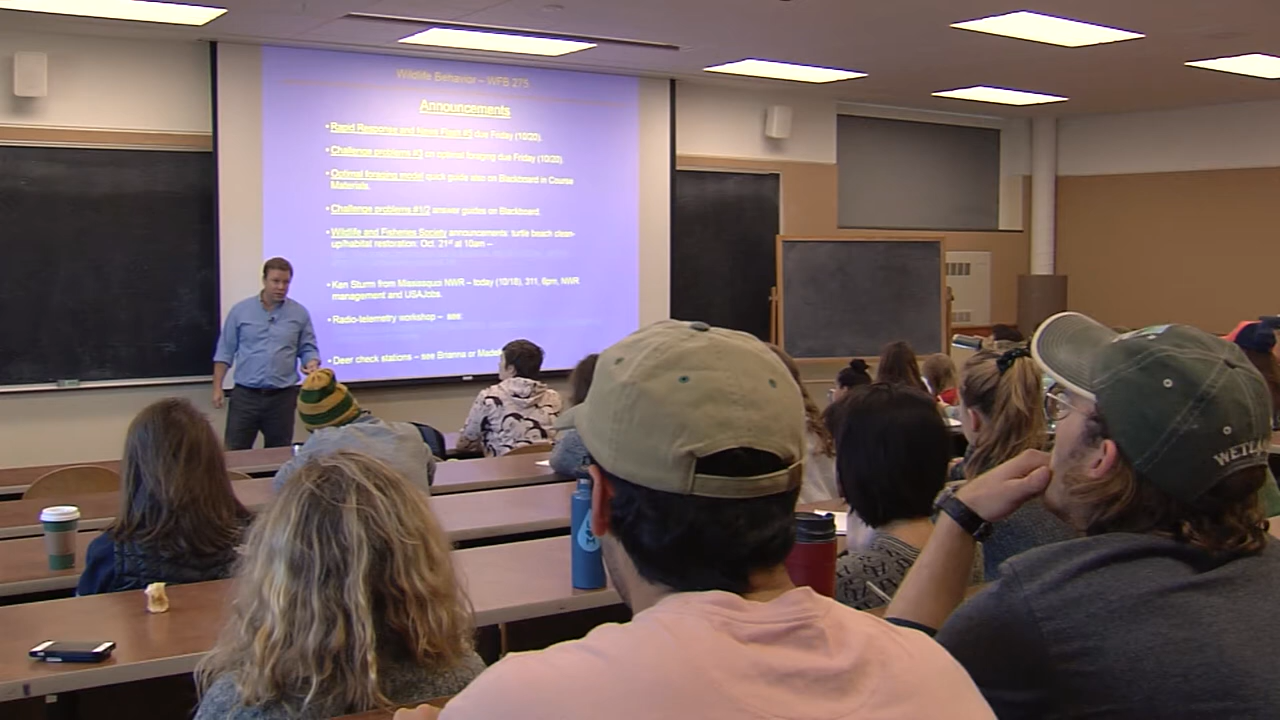 Wildlife Behavior – WFB 275
Announcements
• Rapid Response and News Flash #3 due Friday (10/20).
• Challenge problems #3 on optimal foraging due Friday (10/20).
• Optimal foraging model quick guide also on Blackboard in Course
Materials.
• Challenge problems #1/2 answer guides on Blackboard.
• Wildlife and Fisheries Society announcements: turtle beach clean-
up/habitat restoration: Oct. 21st at 10am –
• Ken Sturm from Missisquoi NWR – today (10/18), 311, 6pm, NWR
management and USAJobs.
• Radio-telemetry workshop – see
• Deer check stations – see Brianna or Made
WETLA